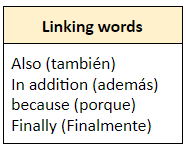 Linking words
Also (también)
In addition (además)
because (porque)
Finally (Finalmente)